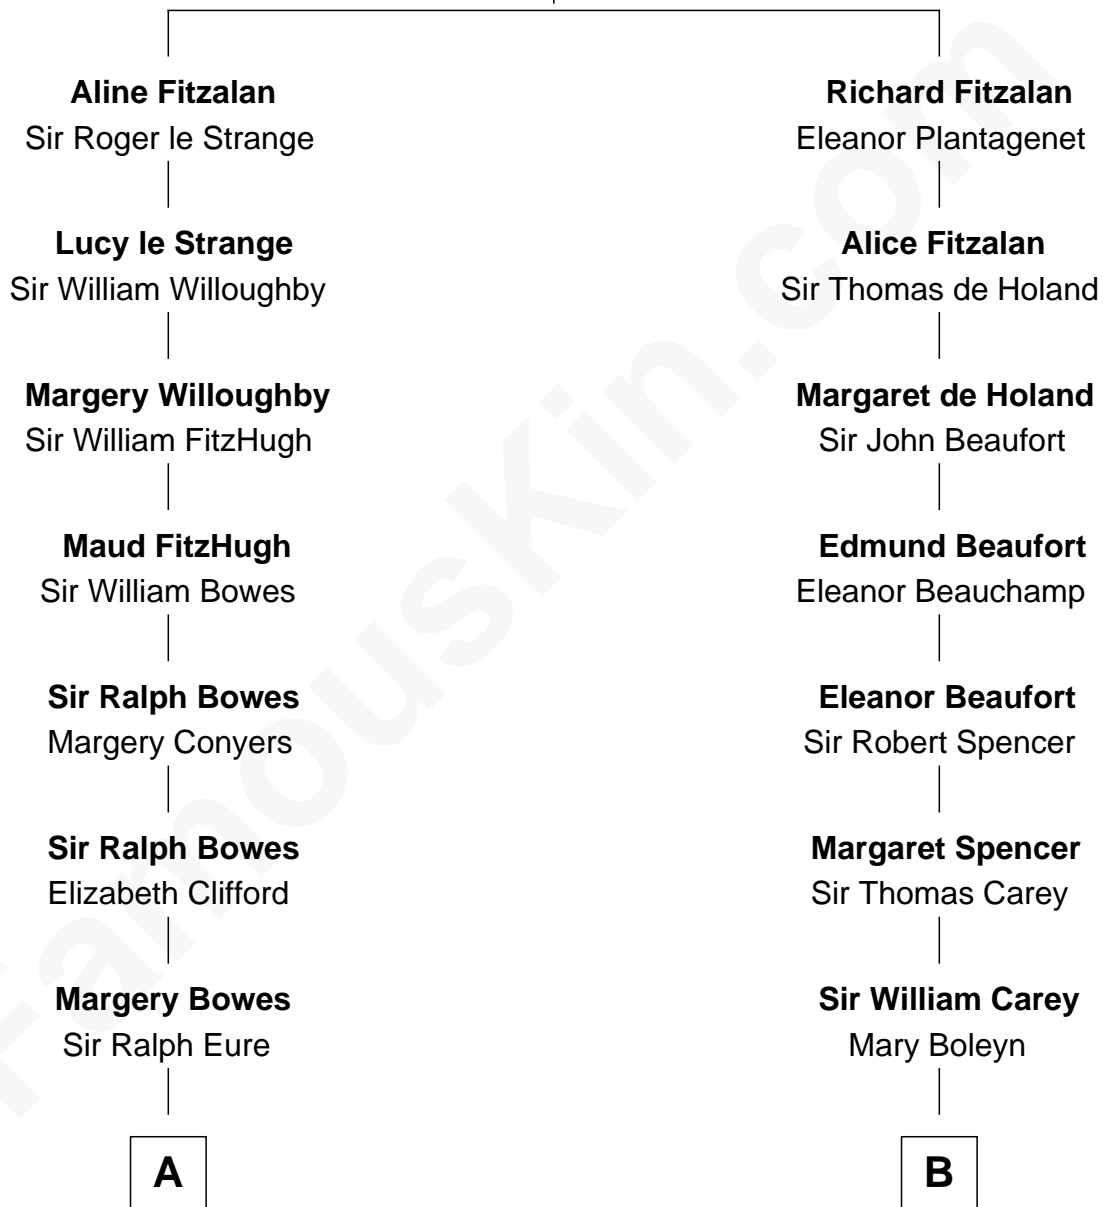 Aline Fitzalan
Sir Roger le Strange
Richard Fitzalan
Eleanor Plantagenet
Lucy le Strange
Sir William Willoughby
Alice Fitzalan
Sir Thomas de Holand
Margery Willoughby
Sir William FitzHugh
Margaret de Holand
Sir John Beaufort
Maud FitzHugh
Sir William Bowes
Edmund Beaufort
Eleanor Beauchamp
Sir Ralph Bowes
Margery Conyers
Eleanor Beaufort
Sir Robert Spencer
Sir Ralph Bowes
Elizabeth Clifford
Margaret Spencer
Sir Thomas Carey
Margery Bowes
Sir Ralph Eure
Sir William Carey
Mary Boleyn
A
B
FamousKin.com